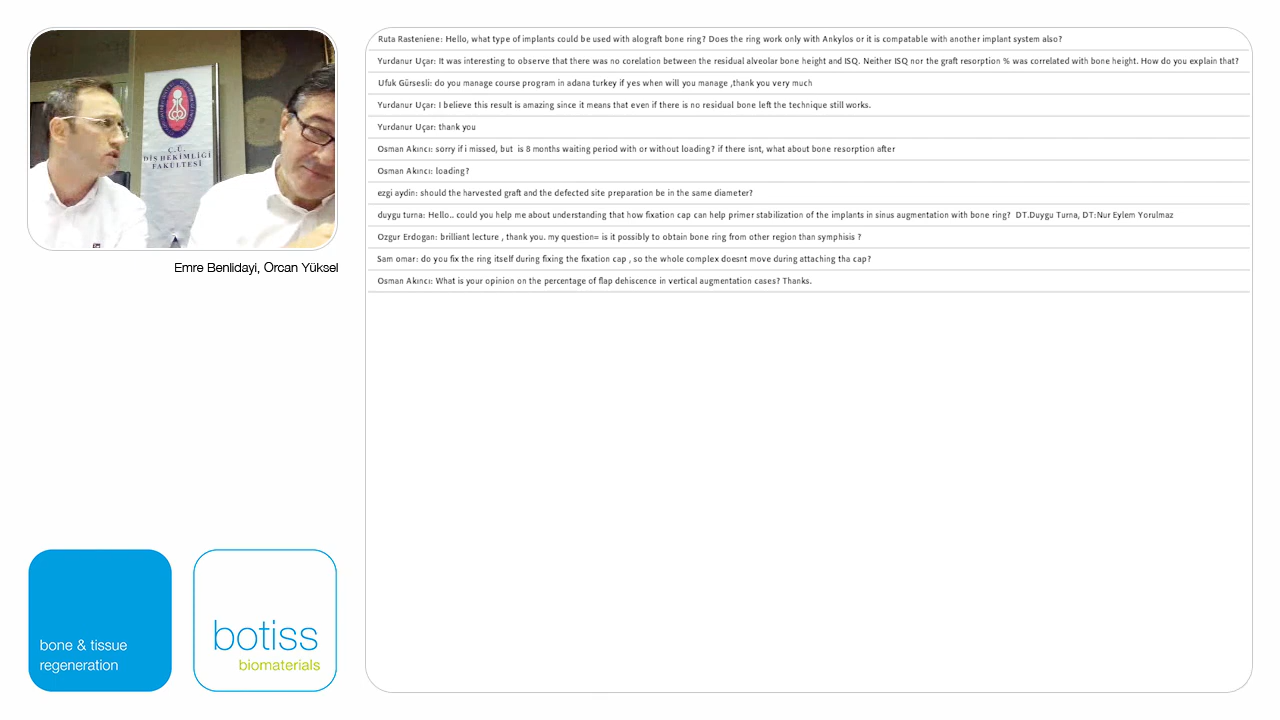 Ç.Ü.
DİŞ HEKİMLİĞİ
FAKÜLTESİ
Emre Benlidayi, Orcan Yüksel
bone & tissue
regeneration
botiss
biomaterials
Ruta Rasteniene: Hello, what type of implants could be used with alograft bone ring? Does the ring work only with Ankylos or it is compatable with another implant system also?
Yurdanur Uçar: It was interesting to observe that there was no corelation between the residual alveolar bone height and ISQ. Neither ISQ nor the graft resorption % was correlated with bone height. How do you explain that?
Ufuk Gürsesli: do you manage course program in adana turkey if yes when will you manage ,thank you very much
Yurdanur Uçar: I believe this result is amazing since it means that even if there is no residual bone left the technique still works.
Yurdanur Uçar: thank you
Osman Akıncı: sorry if i missed, but  is 8 months waiting period with or without loading? if there isnt, what about bone resorption after
Osman Akıncı: loading?
ezgi aydin: should the harvested graft and the defected site preparation be in the same diameter?
duygu turna: Hello.. could you help me about understanding that how fixation cap can help primer stabilization of the implants in sinus augmentation with bone ring?  DT.Duygu Turna, DT:Nur Eylem Yorulmaz
Ozgur Erdogan: brilliant lecture , thank you. my question= is it possibly to obtain bone ring from other region than symphisis ?
Sam omar: do you fix the ring itself during fixing the fixation cap , so the whole complex doesnt move during attaching tha cap?
Osman Akıncı: What is your opinion on the percentage of flap dehiscence in vertical augmentation cases? Thanks.